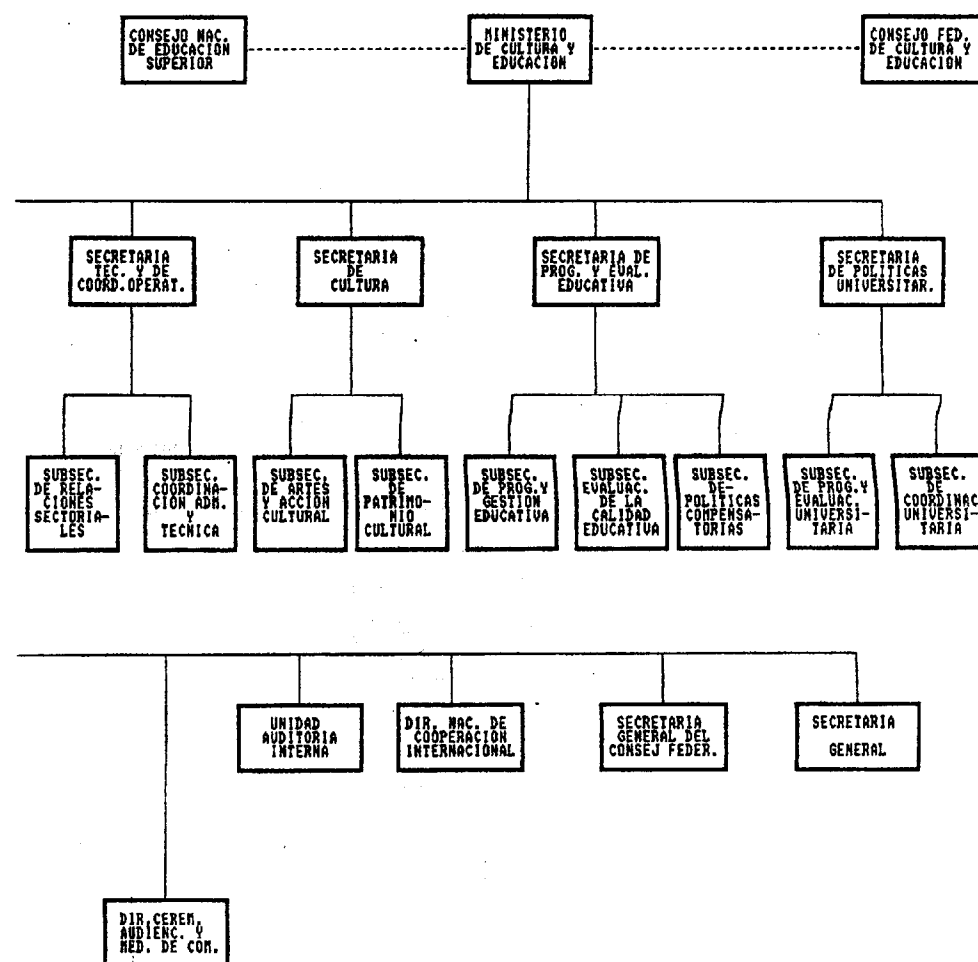 CONSEJO NAC.
DE EDUCACION
SUPERIOR
MINISTERIO
DE CULTURA Y
EDUCACION
CONSEJO FED.
DE CULTURA Y
EDUCACION
SECRETARIA
TEC. Y DE
COORD.OPERAT.
SECRETARIA
DE
CULTURA
SECRETARIA DE
PROG. Y EVAL.
EDUCATIVA
SECRETARIA
DE POLITICAS
UNIVERSITAR.
SUBSEC.
DE RELA-
CIONES
SECTORIA-
LES
SUBSEC.
COORDINA-
CION ADM.
Y
TECNICA
SUBSEC.
DE ARTES
Y ACCION
CULTURAL
SUBSEC.
DE
PATRIMO-
NIO
CULTURAL
SUBSEC.
DE PROG.Y
GESTION
EDUCATIVA
SUBSEC.
EVALUAC.
DE LA
CALIDAD
EDUCATIVA
SUBSEC.
DE-
POLITICAS
COMPENSA-
TORIAS
SUBSEC.
DE PROG.Y
EVALUAC.
UNIVERSI-
TARIA
SUBSEC.
DE
COORDINAC
UNIVERSI-
TARIA
UNIDAD
AUDITORIA
INTERNA
DIR. NAC. DE
COOPERACION
INTERNACIONAL
SECRETARIA
GENERAL DEL
CONSEJ FEDER.
SECRETARIA
GENERAL
DIR.CEREM.
AUDIENC. Y
MED. DE COM.